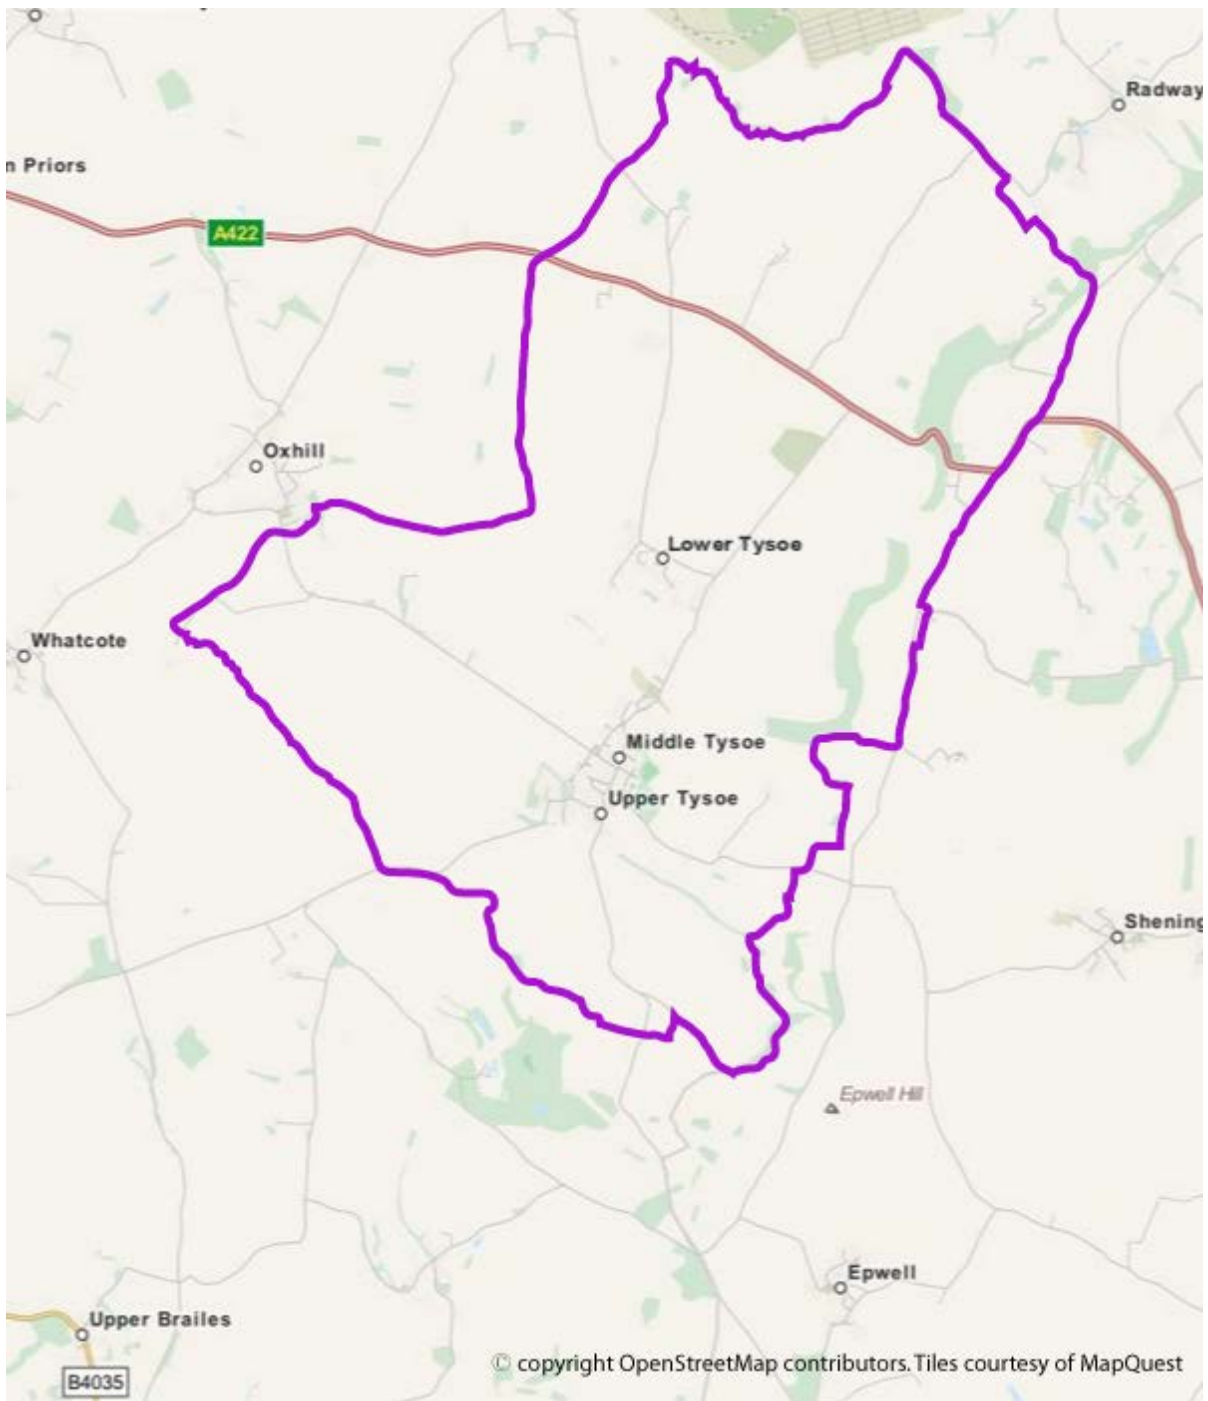 Radway
n Priors
A422
Oxhill
Lower Tysoe
Whatcote
Middle Tysoe
Upper Tysoe
Shening
Epwell Hill
Epwell
Upper Brailes
© copyright OpenStreetMap contributors. Tiles courtesy of MapQuest
B4035